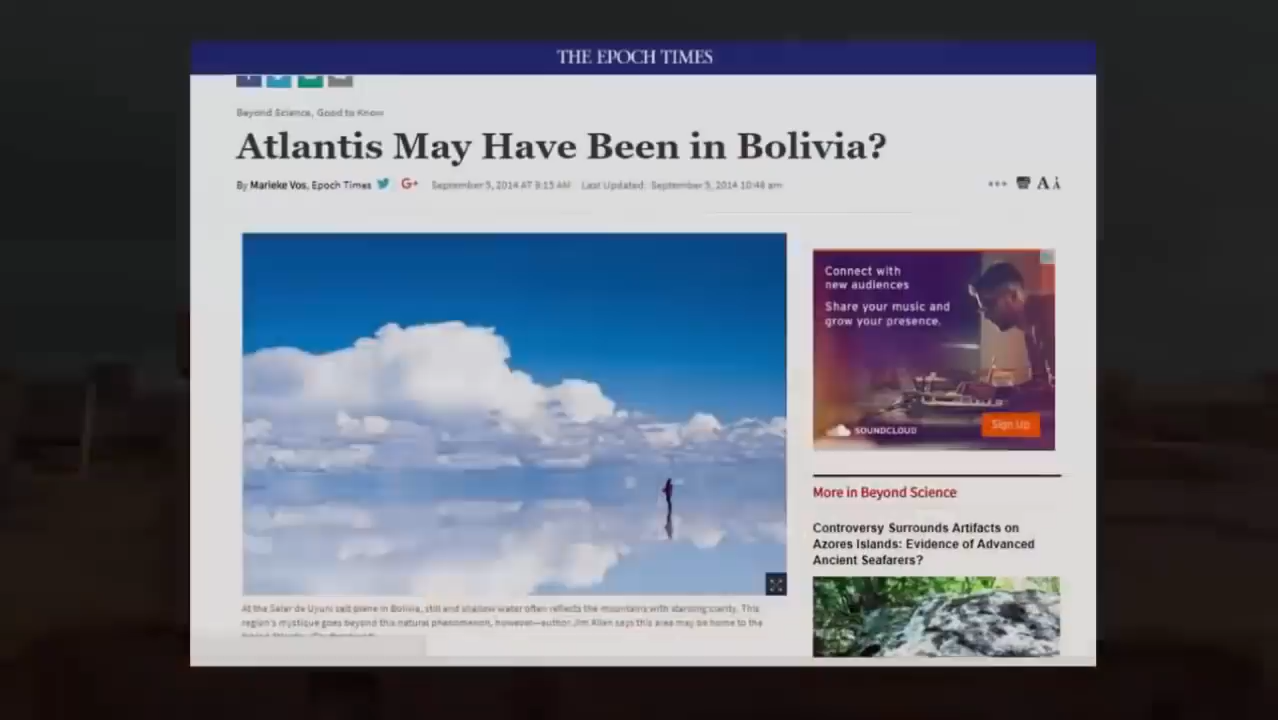 THE EPOCH TIMES
Beyond Science, Good to Know
Atlantis May Have Been in Bolivia?
By Marieke Vos, Epoch Times
September 5, 2014 AT 9:15 AM Last Updated: September 5, 2014 10:48 am
A A
Connect with
new audiences
Share your music and
grow your presence.
SOUNDCLOUD
Sign Up
More in Beyond Science
Controversy Surrounds Artifacts on
Azores Islands: Evidence of Advanced
Ancient Seafarers?
At the Salar de Uyuni salt plane in Bolivia, still and shallow water often reflects the mountains with stunning clarity. This
region's mystique goes beyond this natural phenomenon, however—author Jim Allen says this area may be home to the